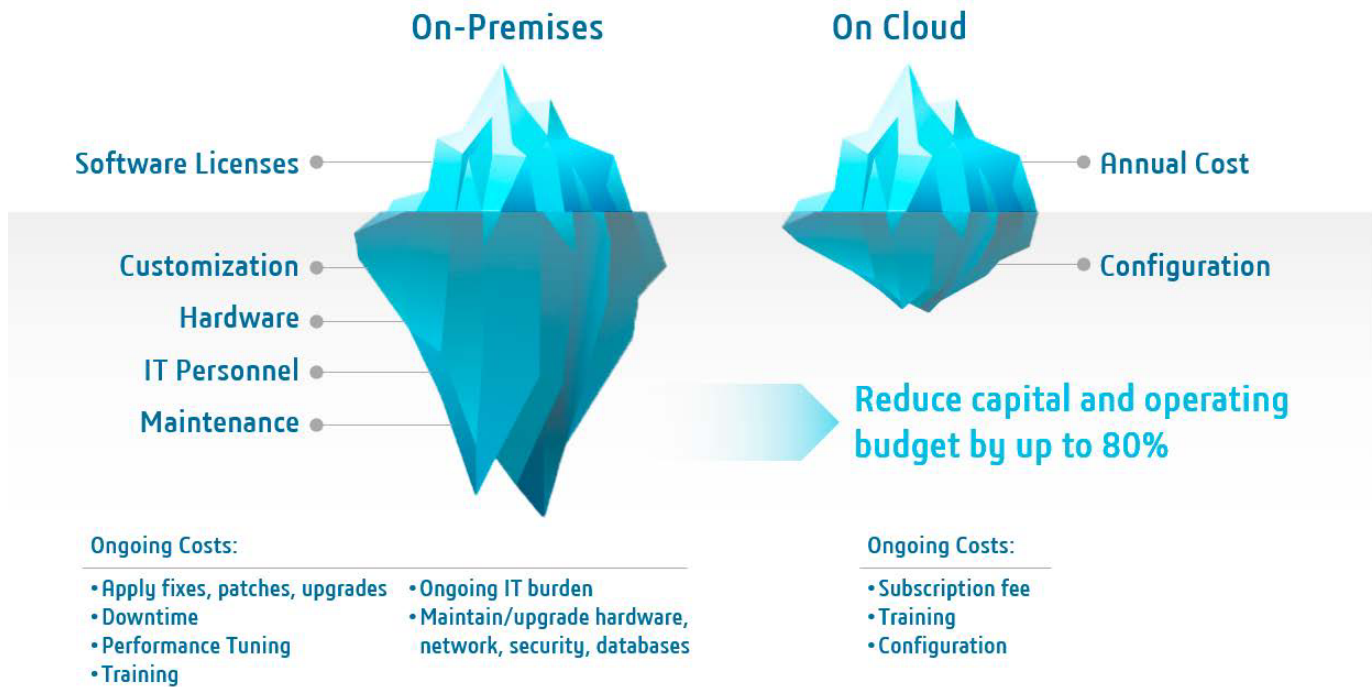 On-Premises
On Cloud
Software Licenses
Annual Cost
Customization
Configuration
Hardware
IT Personnel
Maintenance
Reduce capital and operating
budget by up to 80%
Ongoing Costs:
• Apply fixes, patches, upgrades
• Downtime
• Performance Tuning
• Training
• Ongoing IT burden
• Maintain/upgrade hardware,
network, security, databases
Ongoing Costs:
• Subscription fee
• Training
• Configuration